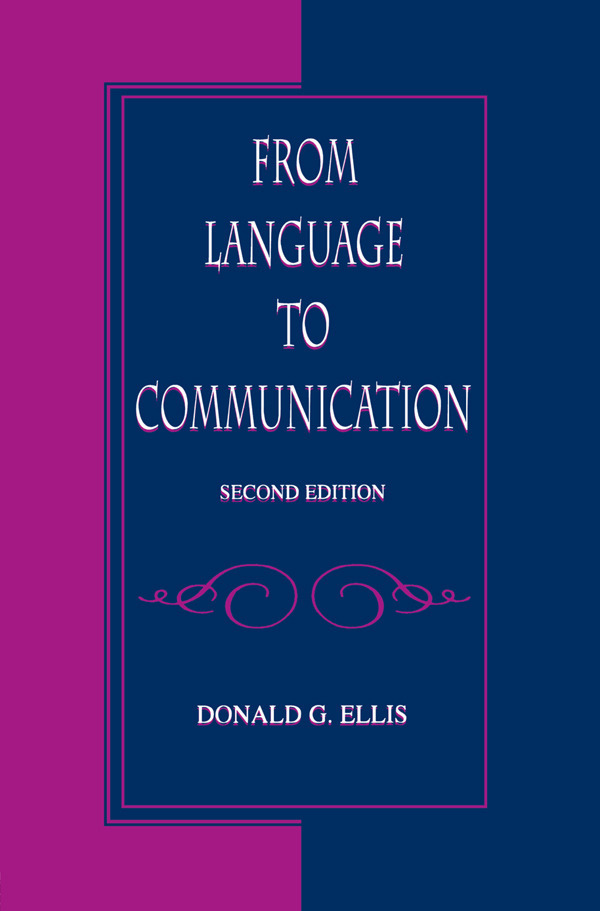 FROM
LANGUAGE
TO
COMMUNICATION
SECOND EDITION
DONALD G. ELLIS